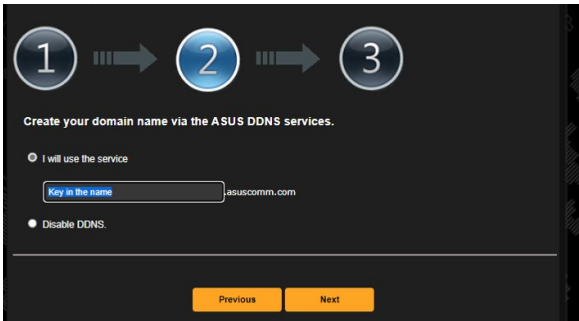 1 2 3
Create your domain name via the ASUS DDNS services.
I will use the service
Key in the name .asuscomm.com
Disable DDNS.
Previous Next